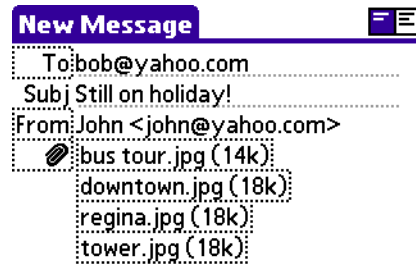 New Message
To bob@yahoo.com
Subj Still on holiday!
From John <john@yahoo.com>
bus tour.jpg (14k)
downtown.jpg (18k)
regina.jpg (18k)
tower.jpg (18k)